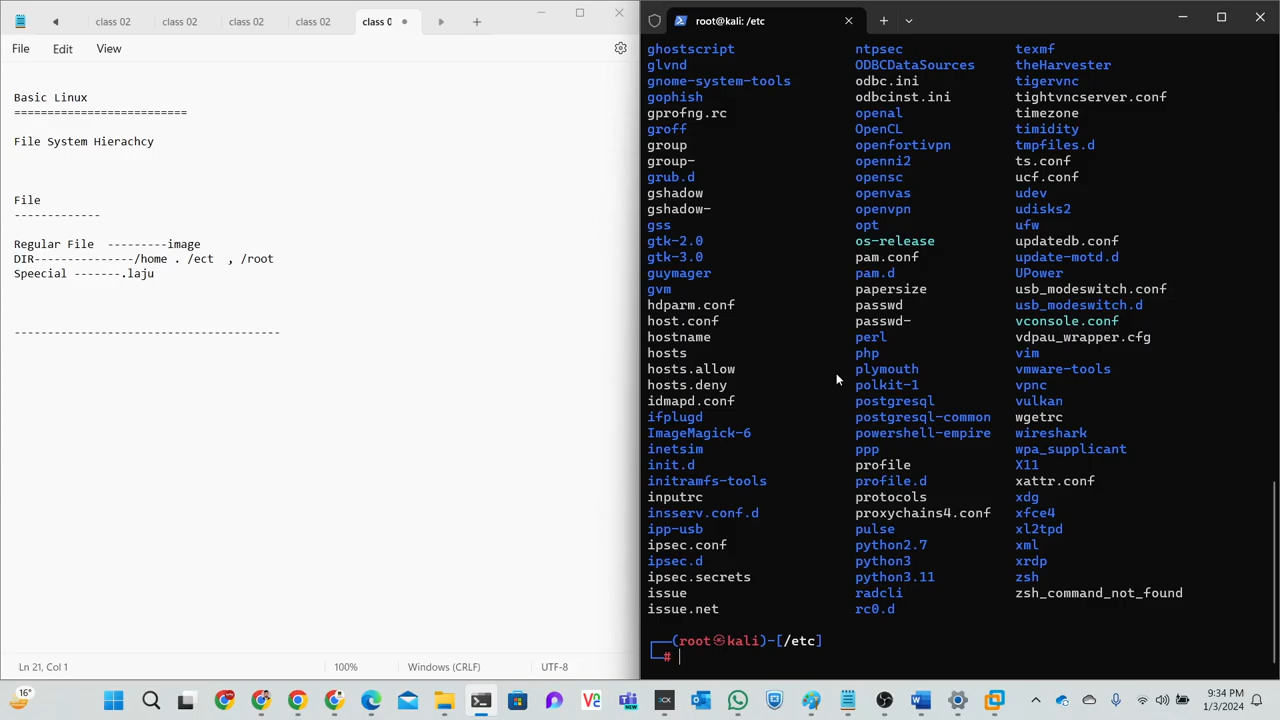 class 02
class 02
class 02
class 02
class 0
File
Edit
View
Basic Linux
==========================
File System Hierachcy
File
-------------
Regular File  ---------image
DIR---------------/home . /ect  , /root
Speecial -------.laju
----------------------------------------
Ln 21, Col 1
100%
Windows (CRLF)
UTF-8
root@kali: /etc
ghostscript ntpsec texmf
glvnd ODBCDataSources theHarvester
gnome-system-tools odbc.ini tigervnc
gophish odbcinst.ini tightvncserver.conf
gprofng.rc openal timezone
groff OpenCL timidity
group openfortivpn tmpfiles.d
group- openni2 ts.conf
grub.d opensc ucf.conf
gshadow openvas udev
gshadow- openvpn udisks2
gss opt ufw
gtk-2.0 os-release updatedb.conf
gtk-3.0 pam.conf update-motd.d
guymager pam.d UPower
gvm papersize usb_modeswitch.conf
hdparm.conf passwd usb_modeswitch.d
host.conf passwd- vconsole.conf
hostname perl vdpau_wrapper.cfg
hosts php vim
hosts.allow plymouth vmware-tools
hosts.deny polkit-1 vpnc
idmapd.conf postgresql vulkan
ifplugd postgresql-common wgetrc
ImageMagick-6 powershell-empire wireshark
inetsim ppp wpa_supplicant
init.d profile X11
initramfs-tools profile.d xattr.conf
inputrc protocols xdg
insserv.conf.d proxychains4.conf xfce4
ipp-usb pulse xl2tpd
ipsec.conf python2.7 xml
ipsec.d python3 xrdp
ipsec.secrets python3.11 zsh
issue radcli zsh_command_not_found
issue.net rc0.d
┌──(root㉿kali)-[/etc]
└─#
16°
9:34 PM
1/3/2024